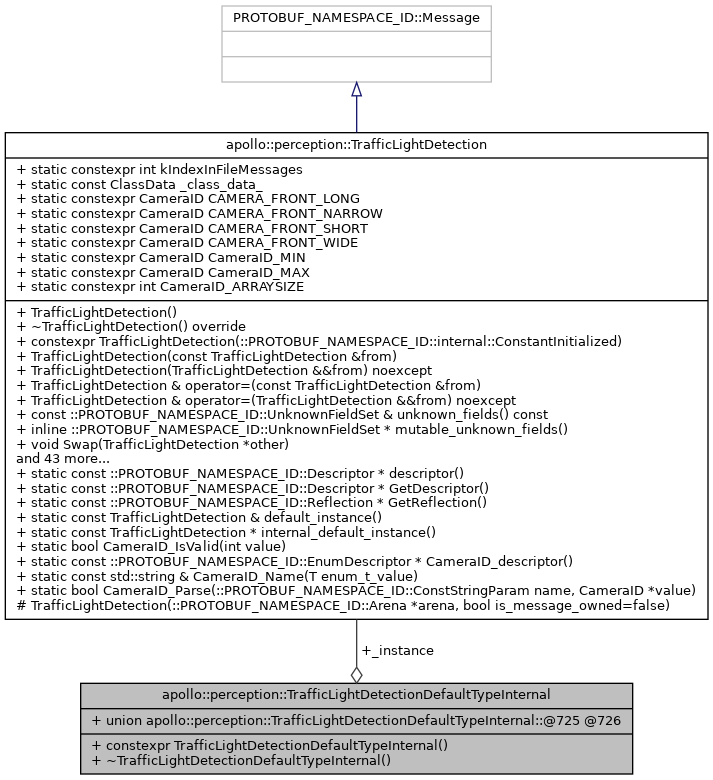 PROTOBUF_NAMESPACE_ID::Message
apollo::perception::TrafficLightDetection
+ static constexpr int kIndexInFileMessages
+ static const ClassData _class_data_
+ static constexpr CameraID CAMERA_FRONT_LONG
+ static constexpr CameraID CAMERA_FRONT_NARROW
+ static constexpr CameraID CAMERA_FRONT_SHORT
+ static constexpr CameraID CAMERA_FRONT_WIDE
+ static constexpr CameraID CameraID_MIN
+ static constexpr CameraID CameraID_MAX
+ static constexpr int CameraID_ARRAYSIZE
+ TrafficLightDetection()
+ ~TrafficLightDetection() override
+ constexpr TrafficLightDetection(::PROTOBUF_NAMESPACE_ID::internal::ConstantInitialized)
+ TrafficLightDetection(const TrafficLightDetection &from)
+ TrafficLightDetection(TrafficLightDetection &&from) noexcept
+ TrafficLightDetection & operator=(const TrafficLightDetection &from)
+ TrafficLightDetection & operator=(TrafficLightDetection &&from) noexcept
+ const ::PROTOBUF_NAMESPACE_ID::UnknownFieldSet & unknown_fields() const
+ inline ::PROTOBUF_NAMESPACE_ID::UnknownFieldSet * mutable_unknown_fields()
+ void Swap(TrafficLightDetection *other)
and 43 more...
+ static const ::PROTOBUF_NAMESPACE_ID::Descriptor * descriptor()
+ static const ::PROTOBUF_NAMESPACE_ID::Descriptor * GetDescriptor()
+ static const ::PROTOBUF_NAMESPACE_ID::Reflection * GetReflection()
+ static const TrafficLightDetection & default_instance()
+ static const TrafficLightDetection * internal_default_instance()
+ static bool CameraID_IsValid(int value)
+ static const ::PROTOBUF_NAMESPACE_ID::EnumDescriptor * CameraID_descriptor()
+ static const std::string & CameraID_Name(T enum_t_value)
+ static bool CameraID_Parse(::PROTOBUF_NAMESPACE_ID::ConstStringParam name, CameraID *value)
# TrafficLightDetection(::PROTOBUF_NAMESPACE_ID::Arena *arena, bool is_message_owned=false)
+_instance
apollo::perception::TrafficLightDetectionDefaultTypeInternal
+ union apollo::perception::TrafficLightDetectionDefaultTypeInternal::@725 @726
+ constexpr TrafficLightDetectionDefaultTypeInternal()
+ ~TrafficLightDetectionDefaultTypeInternal()